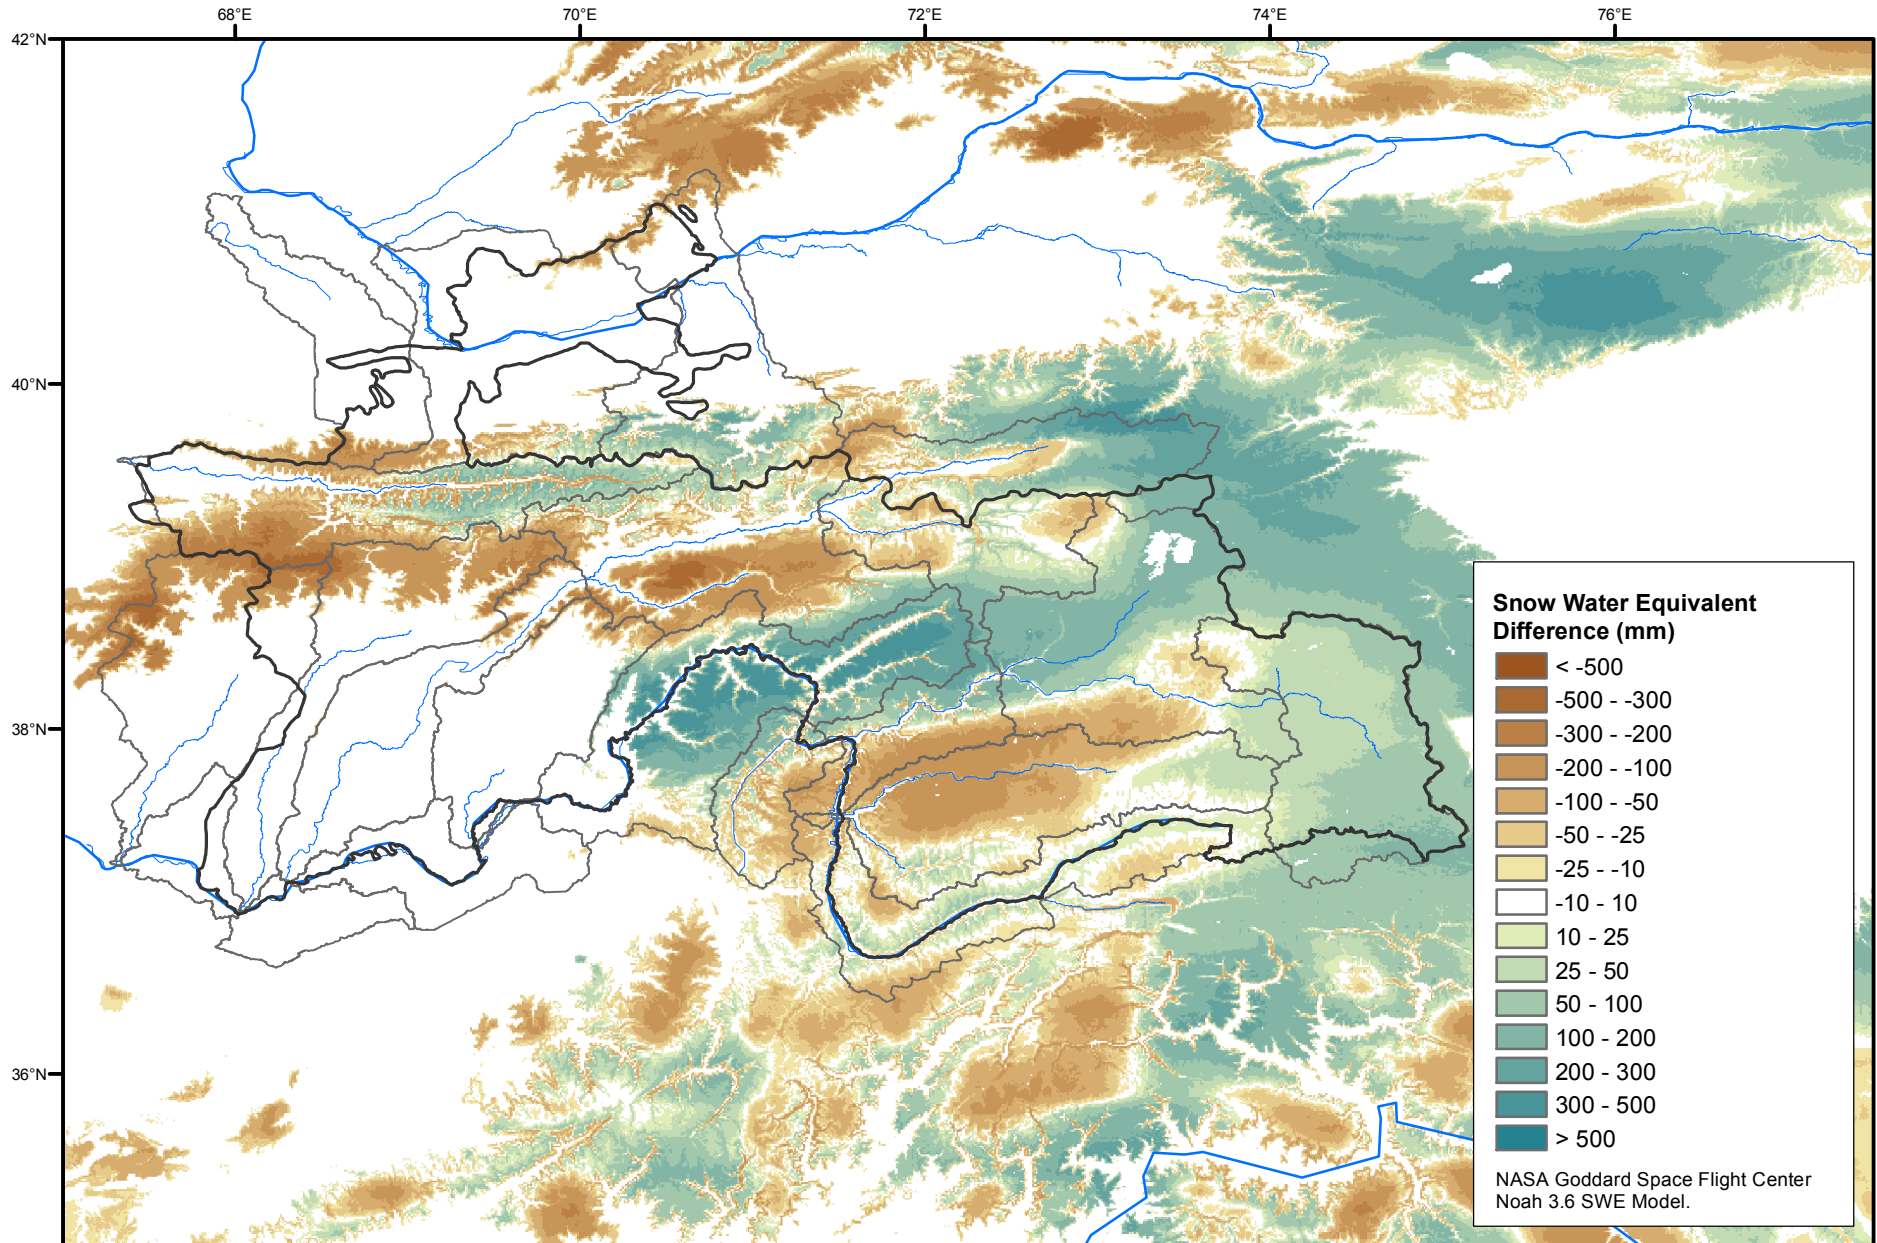 68°E
70°E
72°E
74°E
76°E
42°N
40°N
38°N
36°N
Snow Water Equivalent
Difference (mm)
< -500
-500 - -300
-300 - -200
-200 - -100
-100 - -50
-50 - -25
-25 - -10
-10 - 10
10 - 25
25 - 50
50 - 100
100 - 200
200 - 300
300 - 500
> 500
NASA Goddard Space Flight Center
Noah 3.6 SWE Model.